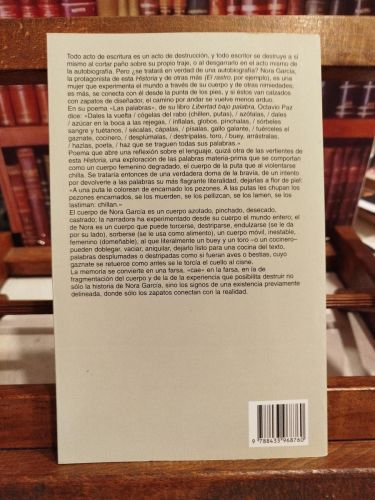 Todo acto de escritura es un acto de destrucción, y todo escritor se destruye a sí
mismo al cortar paño sobre su propio traje, o al desgarrarlo en el acto mismo de
la autobiografía. Pero ¿se tratará en verdad de una autobiografía? Nora García,
la protagonista de esta Historia y de otras más (El rastro, por ejemplo), es una
mujer que experimenta el mundo a través de su cuerpo y de otras remedades;
es más, se conecta con él desde la punta de los pies, y si éstos van calzados
con zapatos de diseñador, el camino por andar se vuelve menos arduo.
En su poema «Las palabras», de su libro Libertad bajo palabra, Octavio Paz
dice: «Dales la vuelta / cógelas del rabo (chillen, putas), / azótalas, / dales
azúcar en la boca a las rejegas, / ínflalas, globos, pínchalas, / sórbeles
sangre y tuétanos, / sécalas, cápalas, / písalas, gallo galante, / tuérceles el
gaznate, cocinero, / desplúmalas, / destrípalas, toro, / buey, arrástralas,
/ hazlas, poeta, / haz que se traguen todas sus palabras.»
Poema que abre una reflexión sobre el lenguaje, quizá otra de las vertientes de
esta Historia, una exploración de las palabras materia-prima que se comportan
como un cuerpo femenino degradado, el cuerpo de la puta que al violentarse
chilla. Se trataría entonces de una verdadera doma de la bravía, de un intento
por devolverle a las palabras su más flagrante literalidad, dejarlas a flor de piel:
«A una puta le colorean de encarnado los pezones. A las putas les chupan los
pezones encarnados, se los muerden, se los pellizcan, se los lamen, se los
lastiman: chillan.»
El cuerpo de Nora García es un cuerpo azotado, pinchado, desecado,
castrado; la narradora ha experimentado desde su cuerpo el mundo entero; el
de Nora es un cuerpo que puede torcerse, destriparse, endulzarse (se le da
por su lado), sorberse (se lo usa como alimento), un cuerpo móvil, inestable,
femenino (domeñable), al que literalmente un buey y un toro «o un cocinero»
pueden doblegar, vaciar, aniquilar, dejarlo listo para una cocina del texto,
palabras desplumadas o destripadas como si fueran aves o bestias, cuyo
gaznate se retuerce como antes se le torcía el cuello al cisne.
La memoria se convierte en una farsa, «cae» en la farsa, en la de
fragmentación del cuerpo y de la de la experiencia que posibilita destruir no
sólo la historia de Nora García, sino los signos de una existencia previamente
delineada, donde sólo los zapatos conectan con la realidad.
9 788433 968760